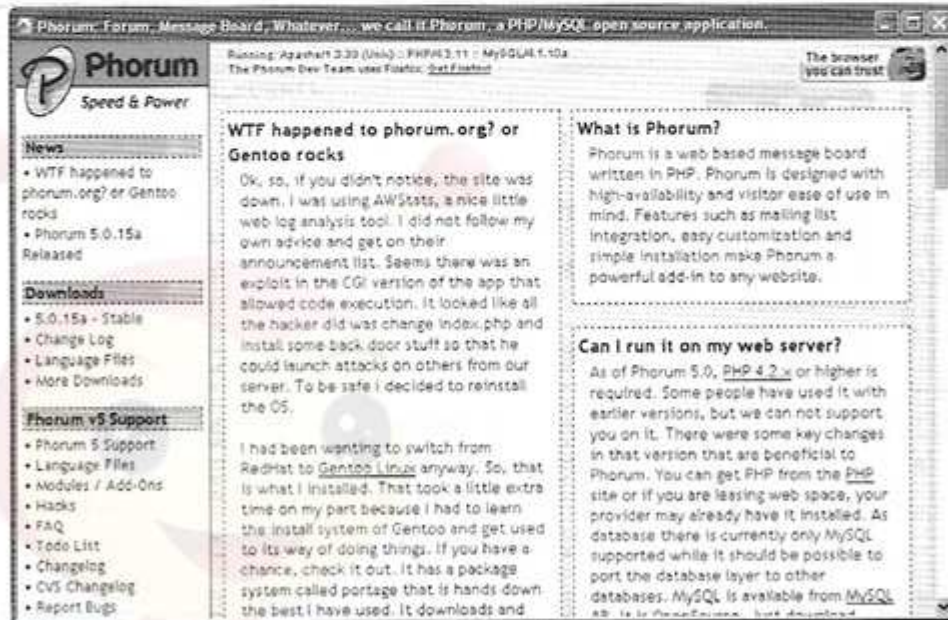 Phorum: Forum, Message Board, Whatever... we call it Phorum, a PHP/MySQL open source application.
Phorum
Speed & Power
Running: Apache/1.3.33 (Unix) :: PHP/4.3.11 :: MySQL/4.1.10a
The Phorum Dev Team uses Firefox. Get Firefox!
The browser
you can trust
News
• WTF happened to
phorum.org? or Gentoo
rocks
• Phorum 5.0.15a
Released
Downloads
• 5.0.15a - Stable
• Change Log
• Language Files
• More Downloads
Phorum v5 Support
• Phorum 5 Support
• Language Files
• Modules / Add-Ons
• Hacks
• FAQ
• Todo List
• Changelog
• CVS Changelog
• Report Bugs
WTF happened to phorum.org? or
Gentoo rocks
Ok, so, if you didn't notice, the site was
down. I was using AWStats, a nice little
web log analysis tool. I did not follow my
own advice and get on their
announcement list. Seems there was an
exploit in the CGI version of the app that
allowed code execution. It looked like all
the hacker did was change index.php and
install some back door stuff so that he
could launch attacks on others from our
server. To be safe i decided to reinstall
the OS.
I had been wanting to switch from
RedHat to Gentoo Linux anyway. So, that
is what I installed. That took a little extra
time on my part because I had to learn
the install system of Gentoo and get used
to its way of doing things. If you have a
chance, check it out. It has a package
system called portage that is hands down
the best I have used. It downloads and
What is Phorum?
Phorum is a web based message board
written in PHP. Phorum is designed with
high-availability and visitor ease of use in
mind. Features such as mailing list
integration, easy customization and
simple installation make Phorum a
powerful add-in to any website.
Can I run it on my web server?
As of Phorum 5.0, PHP 4.2.x or higher is
required. Some people have used it with
earlier versions, but we can not support
you on it. There were some key changes
in that version that are beneficial to
Phorum. You can get PHP from the PHP
site or if you are leasing web space, your
provider may already have it installed. As
database there is currently only MySQL
supported while it should be possible to
port the database layer to other
databases. MySQL is available from MySQL
AB. It is OpenSource. Just download